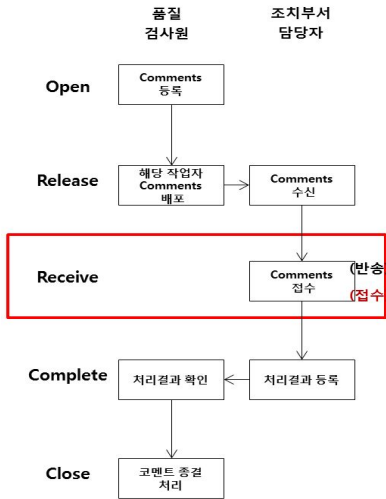 품질
검사원
조치부서
담당자
Open
Comments
등록
Release
해당 작업자
Comments
배포
Comments
수신
Receive
Comments
접수
(반송
(접수
Complete
처리결과 확인
처리결과 등록
Close
코멘트 종결
처리